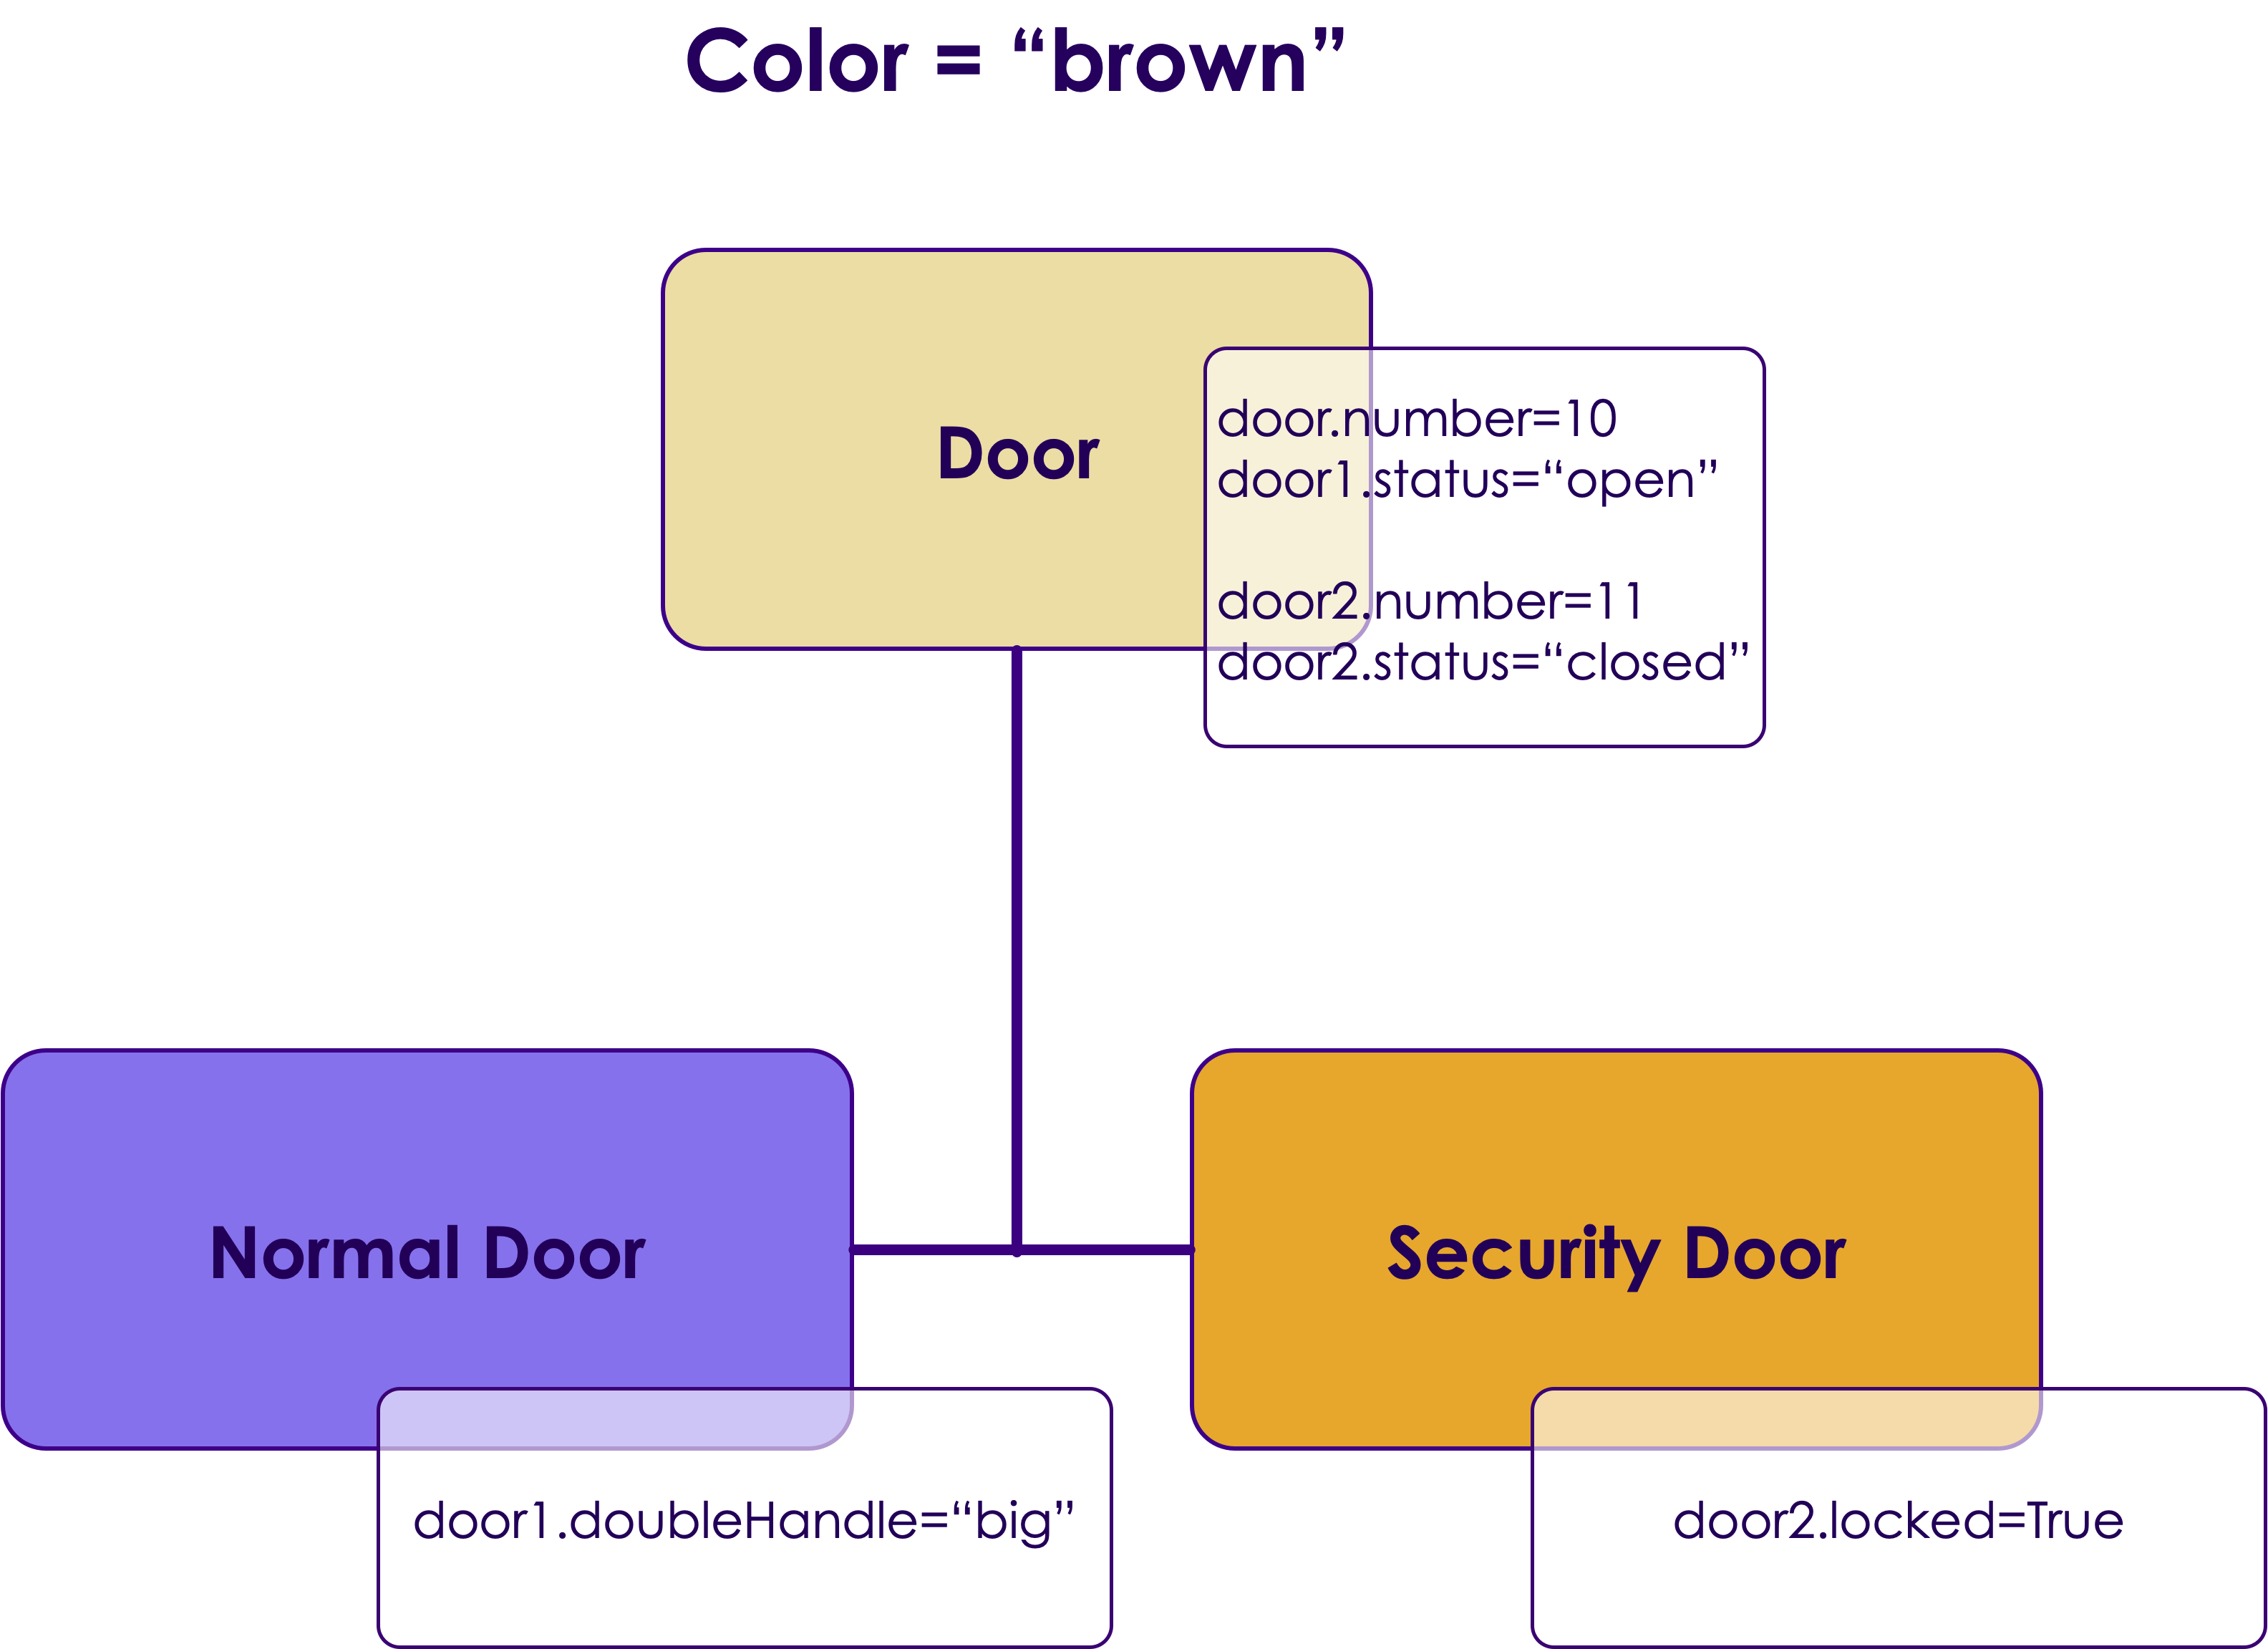 Color = “brown”
Door
door.number=10
door1.status=“open”
door2.number=11
door2.status=“closed”
Normal Door
Security Door
door1.doubleHandle=“big”
door2.locked=True